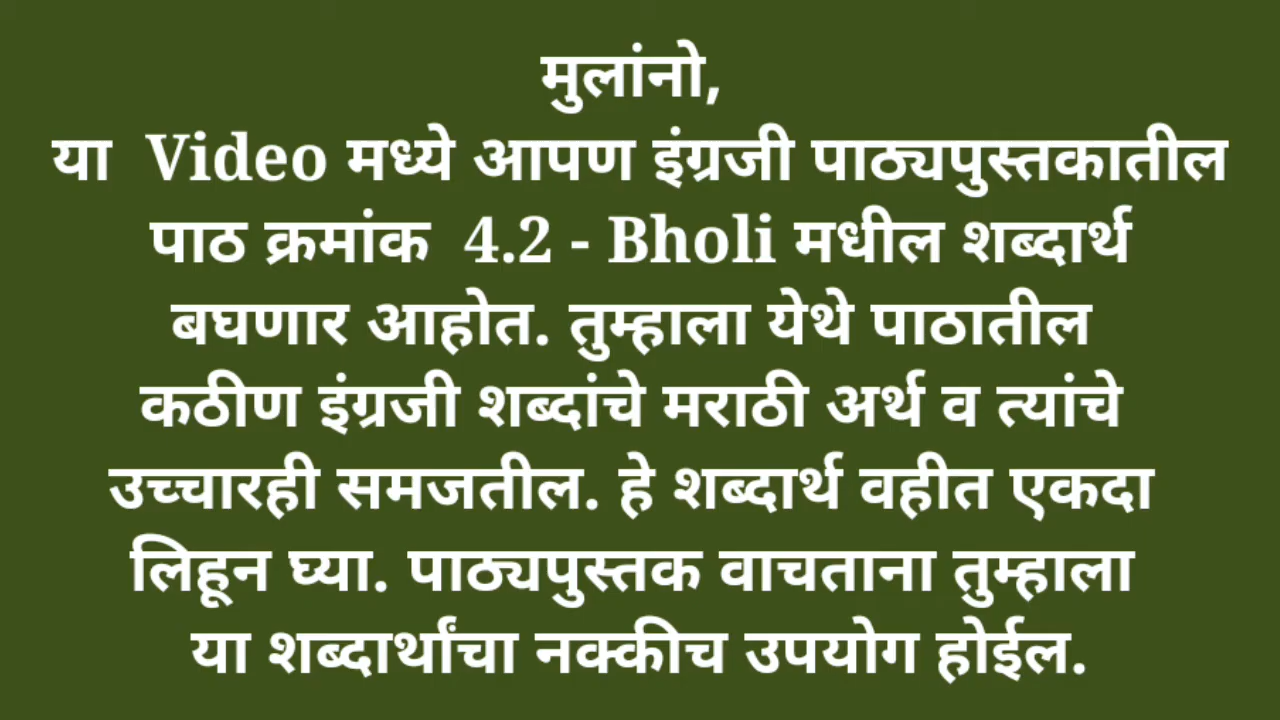 मुलांनो,
या Video मध्ये आपण इंग्रजी पाठ्यपुस्तकातील
पाठ क्रमांक 4.2 - Bholi मधील शब्दार्थ
बघणार आहोत. तुम्हाला येथे पाठातील
कठीण इंग्रजी शब्दांचे मराठी अर्थ व त्यांचे
उच्चारही समजतील. हे शब्दार्थ वहीत एकदा
लिहून घ्या. पाठ्यपुस्तक वाचताना तुम्हाला
या शब्दार्थांचा नक्कीच उपयोग होईल.